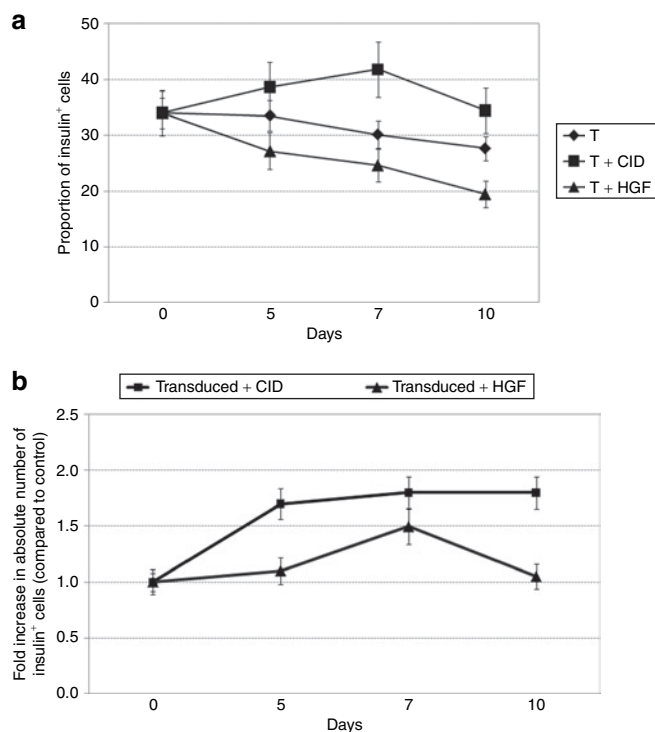 a
Proportion of insulin⁺ cells
50
40
30
20
10
0
0 5 7 10
Days
T
T + CID
T + HGF
b
Transduced + CID Transduced + HGF
Fold increase in absolute number of
insulin⁺ cells (compared to control)
2.5
2.0
1.5
1.0
0.5
0.0
0 5 7 10
Days